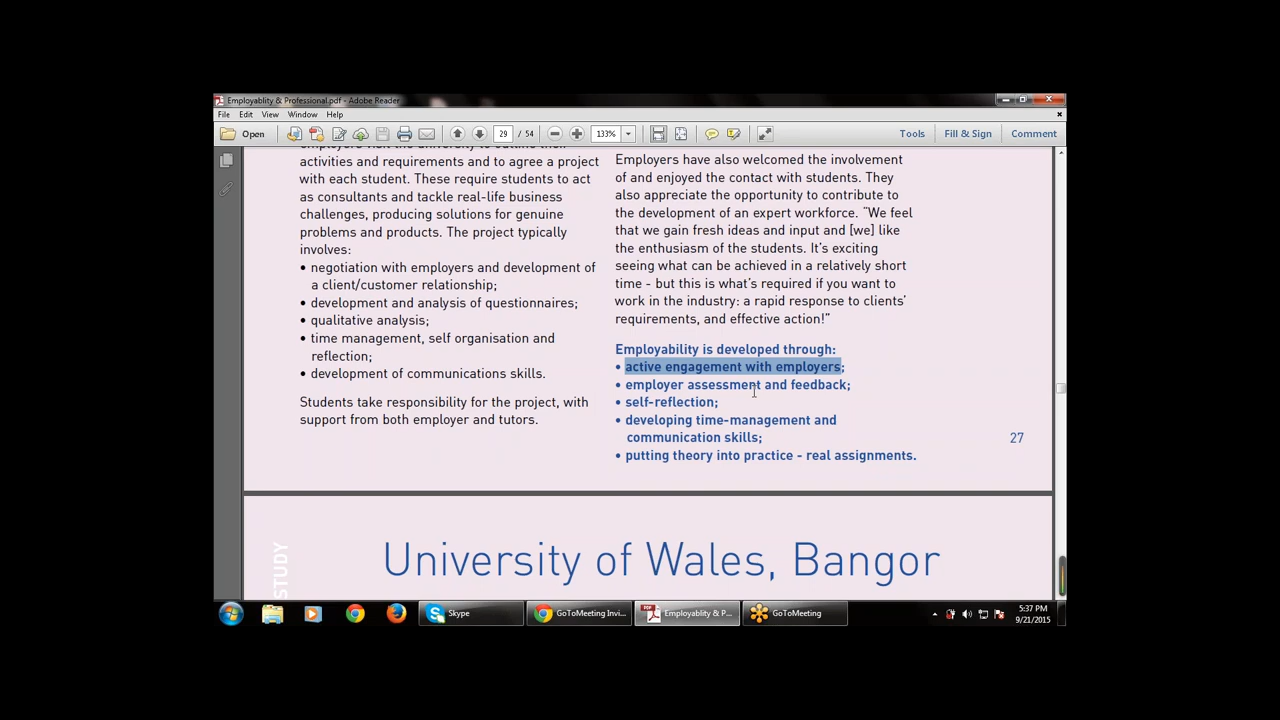 Employablity & Professional.pdf - Adobe Reader
File Edit View Window Help
Open 29 / 54 133% Tools Fill & Sign Comment
activities and requirements and to agree a project
with each student. These require students to act
as consultants and tackle real-life business
challenges, producing solutions for genuine
problems and products. The project typically
involves:
• negotiation with employers and development of
a client/customer relationship;
• development and analysis of questionnaires;
• qualitative analysis;
• time management, self organisation and
reflection;
• development of communications skills.
Students take responsibility for the project, with
support from both employer and tutors.
Employers have also welcomed the involvement
of and enjoyed the contact with students. They
also appreciate the opportunity to contribute to
the development of an expert workforce. “We feel
that we gain fresh ideas and input and [we] like
the enthusiasm of the students. It’s exciting
seeing what can be achieved in a relatively short
time - but this is what’s required if you want to
work in the industry: a rapid response to clients’
requirements, and effective action!”
Employability is developed through:
• active engagement with employers;
• employer assessment and feedback;
• self-reflection;
• developing time-management and
communication skills;
• putting theory into practice - real assignments.
27
STUDY
University of Wales, Bangor
Skype GoToMeeting Invi... Employablity & P... GoToMeeting
5:37 PM
9/21/2015